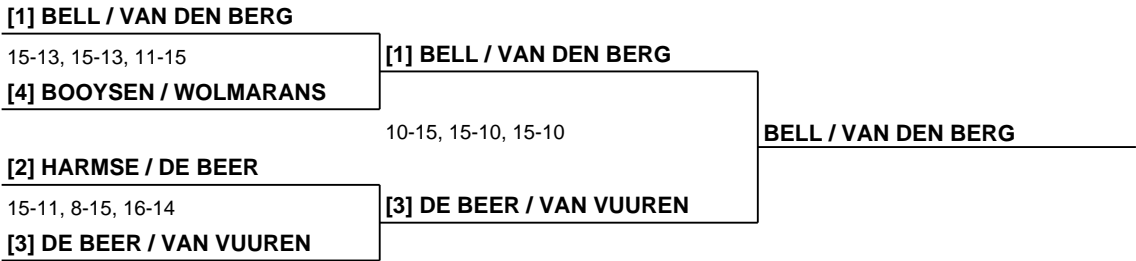 [1] BELL / VAN DEN BERG
15-13, 15-13, 11-15
[1] BELL / VAN DEN BERG
[4] BOOYSEN / WOLMARANS
10-15, 15-10, 15-10
BELL / VAN DEN BERG
[2] HARMSE / DE BEER
15-11, 8-15, 16-14
[3] DE BEER / VAN VUUREN
[3] DE BEER / VAN VUUREN